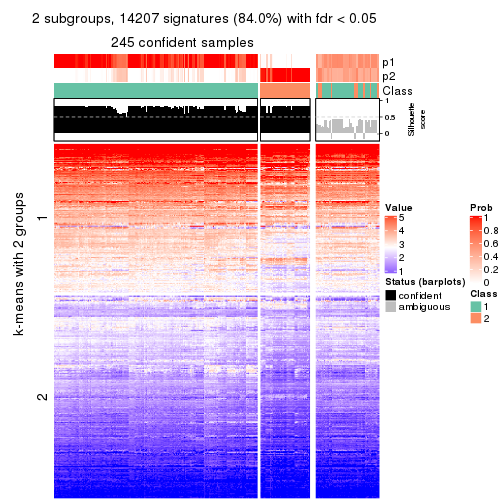 2 subgroups, 14207 signatures (84.0%) with fdr < 0.05
245 confident samples
p1
p2
Class
1
0.5
0
Silhouette
score
k-means with 2 groups
1
2
Value
5
4
3
2
1
Status (barplots)
confident
ambiguous
Prob
1
0.8
0.6
0.4
0.2
0
Class
1
2